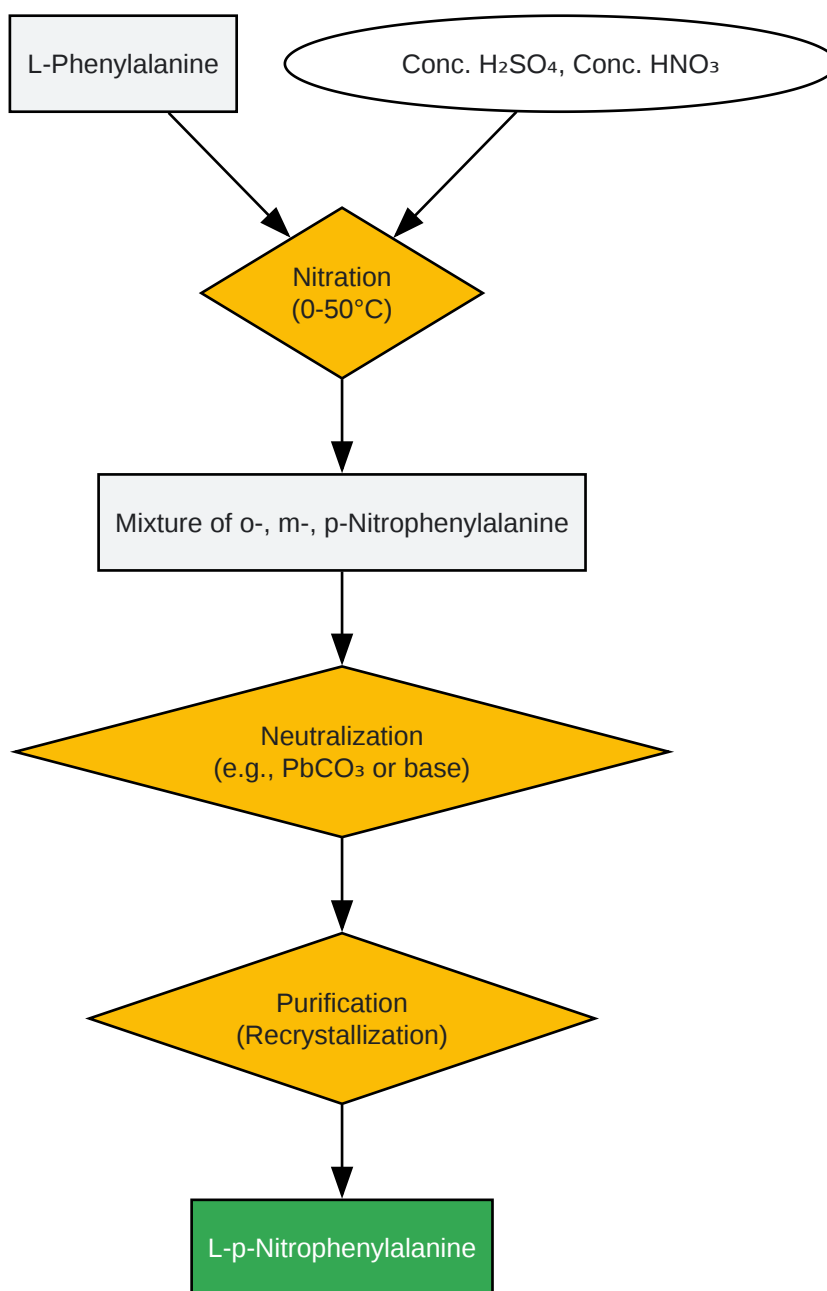 L-Phenylalanine
Conc. H₂SO₄, Conc. HNO₃
Nitration
(0-50°C)
Mixture of o-, m-, p-Nitrophenylalanine
Neutralization
(e.g., PbCO₃ or base)
Purification
(Recrystallization)
L-p-Nitrophenylalanine